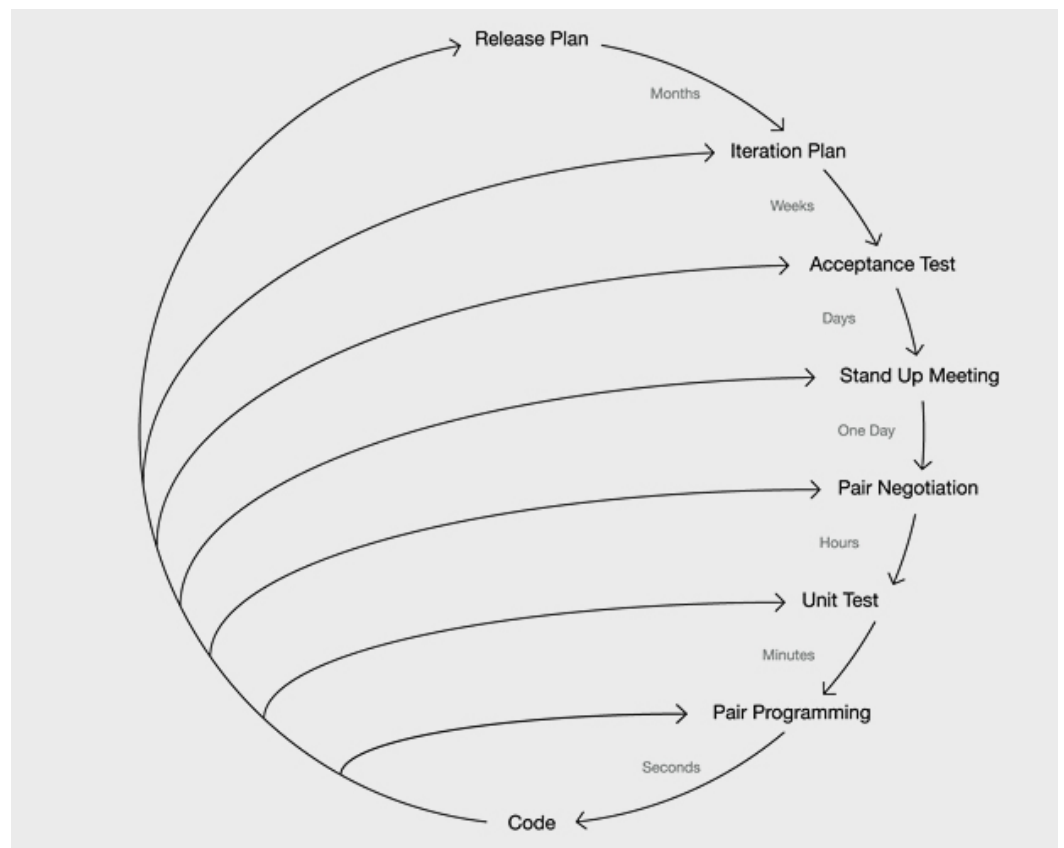 Release Plan
Months
Iteration Plan
Weeks
Acceptance Test
Days
Stand Up Meeting
One Day
Pair Negotiation
Hours
Unit Test
Minutes
Pair Programming
Seconds
Code